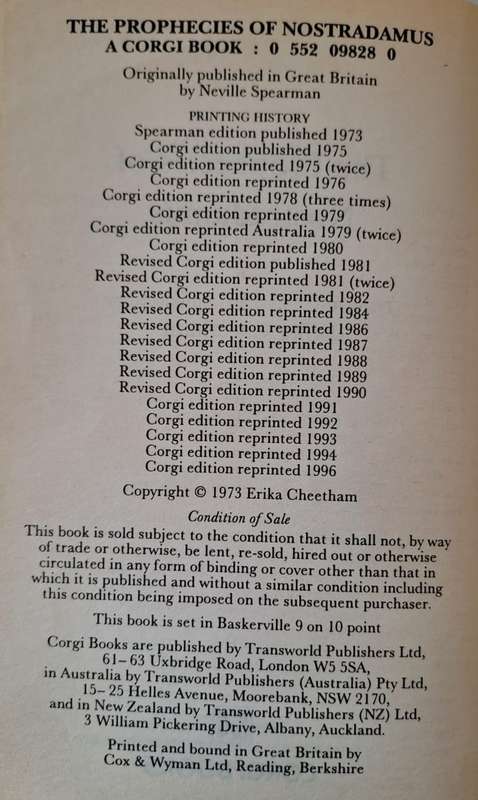 THE PROPHECIES OF NOSTRADAMUS
A CORGI BOOK : 0 552 09828 0
Originally published in Great Britain
by Neville Spearman
PRINTING HISTORY
Spearman edition published 1973
Corgi edition published 1975
Corgi edition reprinted 1975 (twice)
Corgi edition reprinted 1976
Corgi edition reprinted 1978 (three times)
Corgi edition reprinted 1979
Corgi edition reprinted Australia 1979 (twice)
Corgi edition reprinted 1980
Revised Corgi edition published 1981
Revised Corgi edition reprinted 1981 (twice)
Revised Corgi edition reprinted 1982
Revised Corgi edition reprinted 1984
Revised Corgi edition reprinted 1986
Revised Corgi edition reprinted 1987
Revised Corgi edition reprinted 1988
Revised Corgi edition reprinted 1989
Revised Corgi edition reprinted 1990
Corgi edition reprinted 1991
Corgi edition reprinted 1992
Corgi edition reprinted 1993
Corgi edition reprinted 1994
Corgi edition reprinted 1996
Copyright © 1973 Erika Cheetham
Condition of Sale
This book is sold subject to the condition that it shall not, by way
of trade or otherwise, be lent, re-sold, hired out or otherwise
circulated in any form of binding or cover other than that in
which it is published and without a similar condition including
this condition being imposed on the subsequent purchaser.
This book is set in Baskerville 9 on 10 point
Corgi Books are published by Transworld Publishers Ltd,
61–63 Uxbridge Road, London W5 5SA,
in Australia by Transworld Publishers (Australia) Pty Ltd,
15–25 Helles Avenue, Moorebank, NSW 2170,
and in New Zealand by Transworld Publishers (NZ) Ltd,
3 William Pickering Drive, Albany, Auckland.
Printed and bound in Great Britain by
Cox & Wyman Ltd, Reading, Berkshire